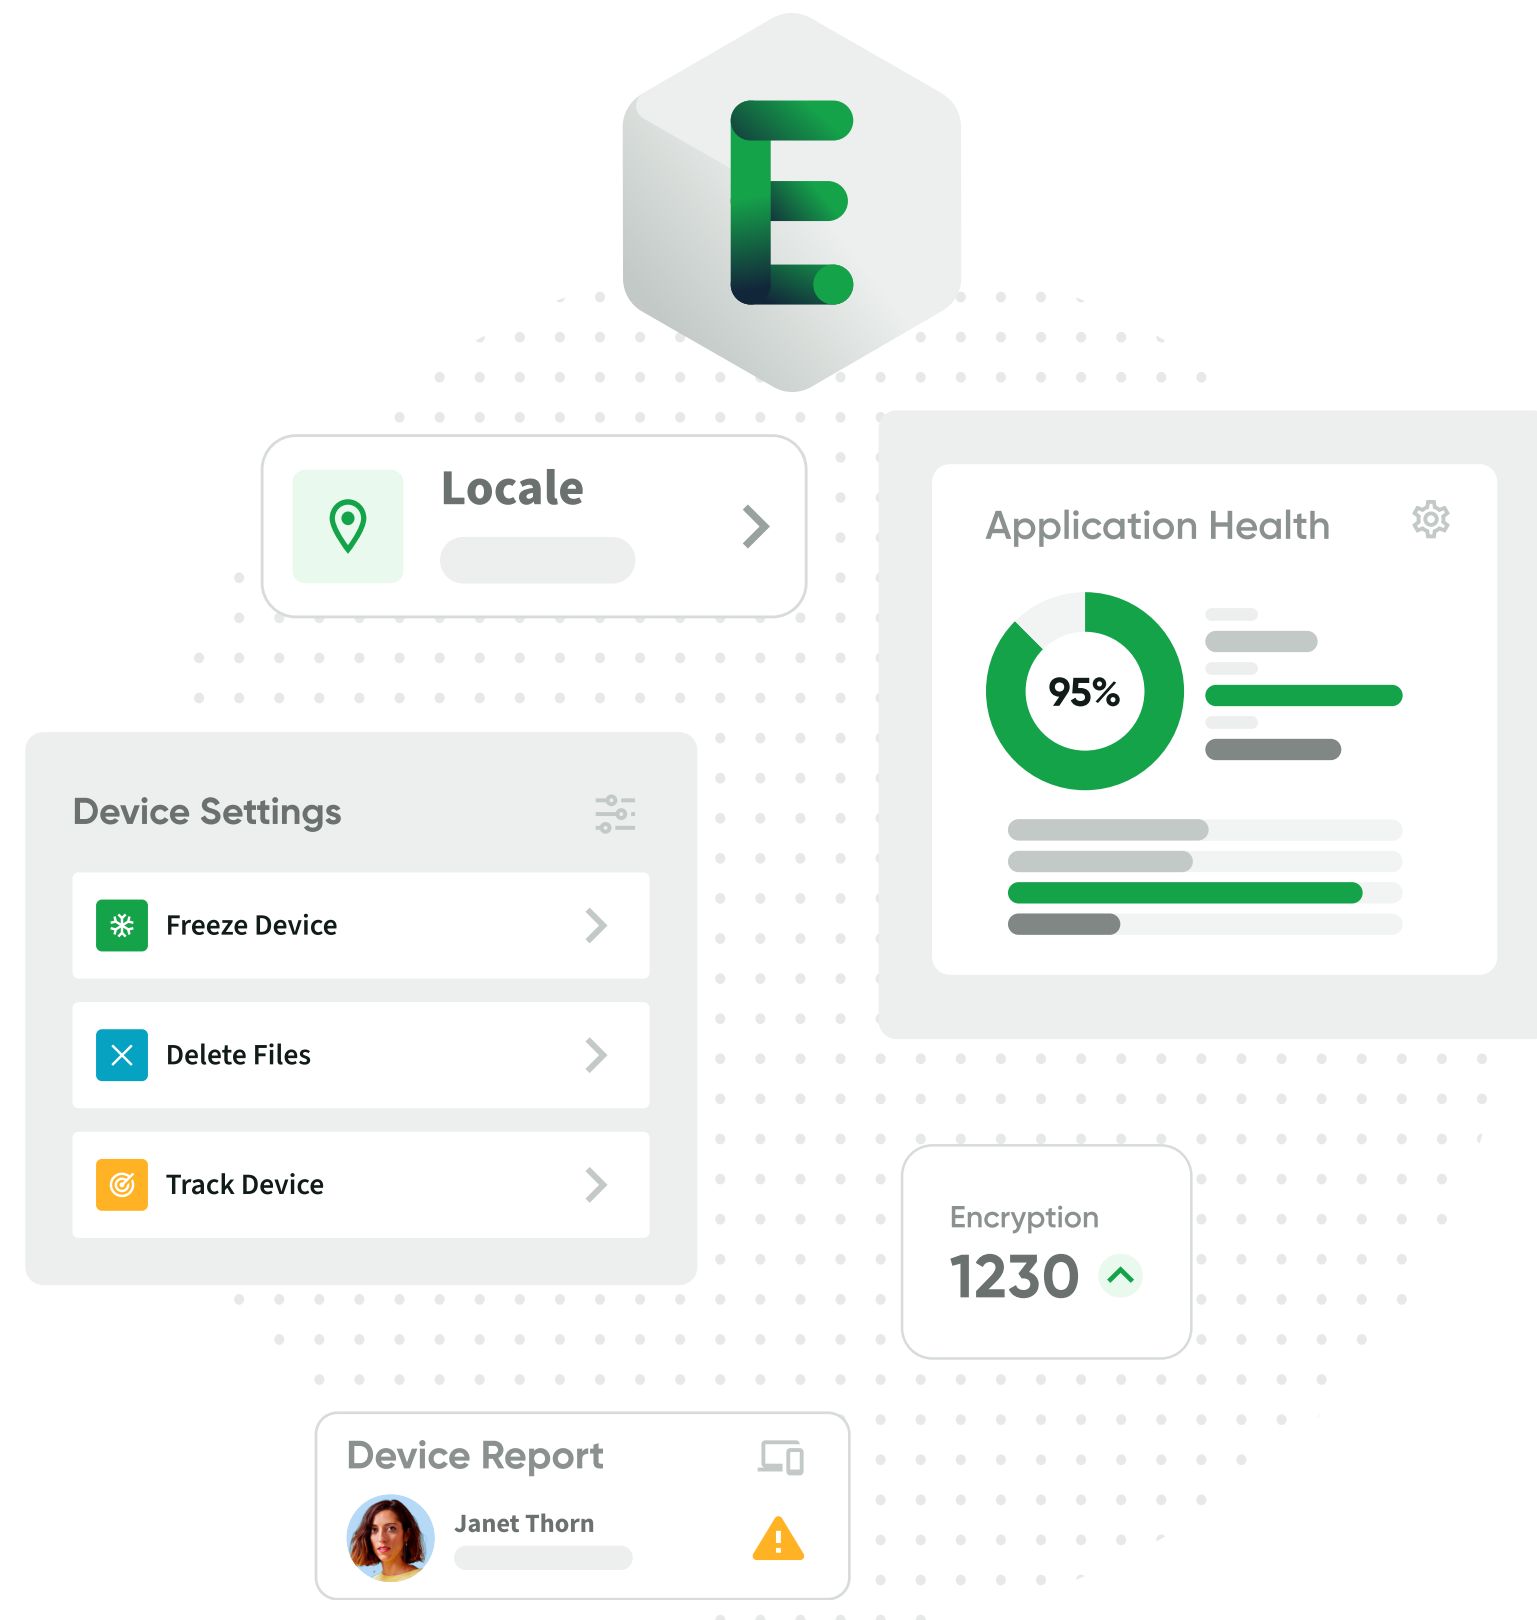 E
Locale
Application Health
95%
Device Settings
Freeze Device
Delete Files
Track Device
Encryption
1230
Device Report
Janet Thorn